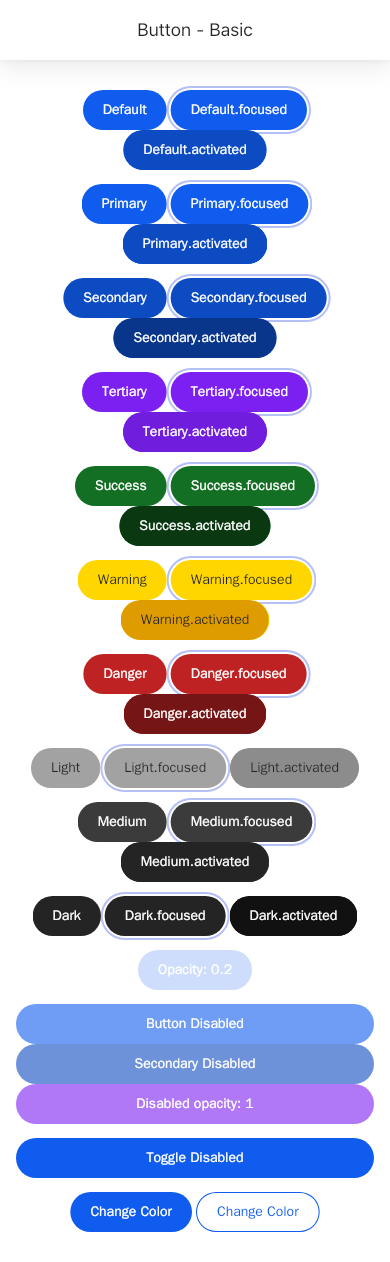 Button - Basic
Default Default.focused
Default.activated
Primary Primary.focused
Primary.activated
Secondary Secondary.focused
Secondary.activated
Tertiary Tertiary.focused
Tertiary.activated
Success Success.focused
Success.activated
Warning Warning.focused
Warning.activated
Danger Danger.focused
Danger.activated
Light Light.focused Light.activated
Medium Medium.focused
Medium.activated
Dark Dark.focused Dark.activated
Opacity: 0.2
Button Disabled
Secondary Disabled
Disabled opacity: 1
Toggle Disabled
Change Color Change Color